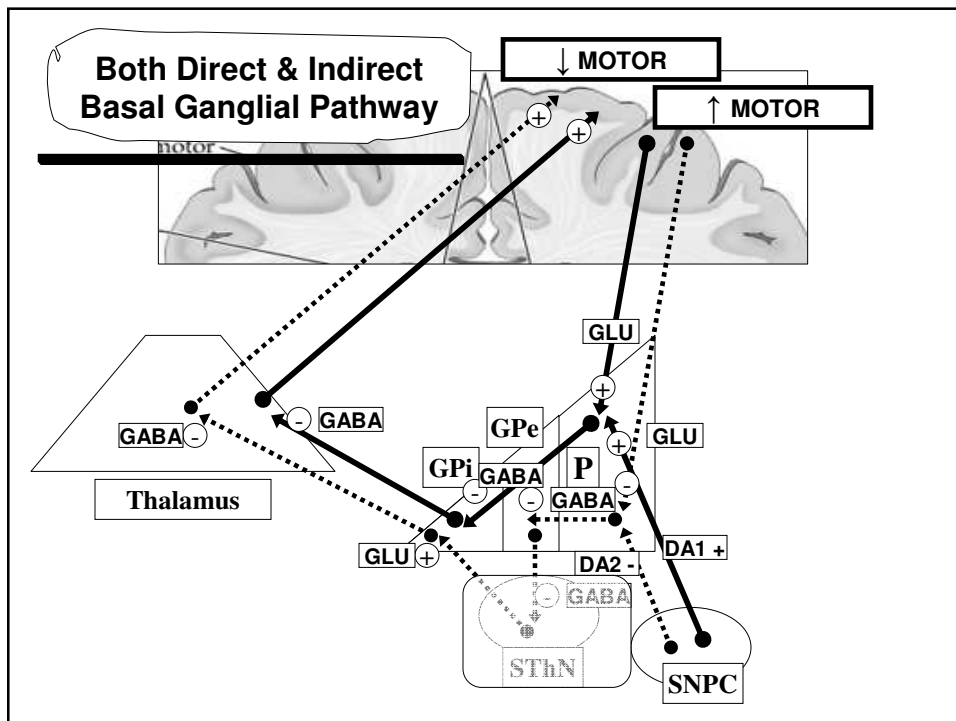 Both Direct & Indirect
Basal Ganglial Pathway
↓ MOTOR
↑ MOTOR
motor
+
+
GLU
+
GABA
-
GABA
-
GPe
+
GLU
GPi
GABA
P
-
-
GABA
-
Thalamus
GLU
+
DA2 -
DA1 +
-
GABA
SThN
SNPC